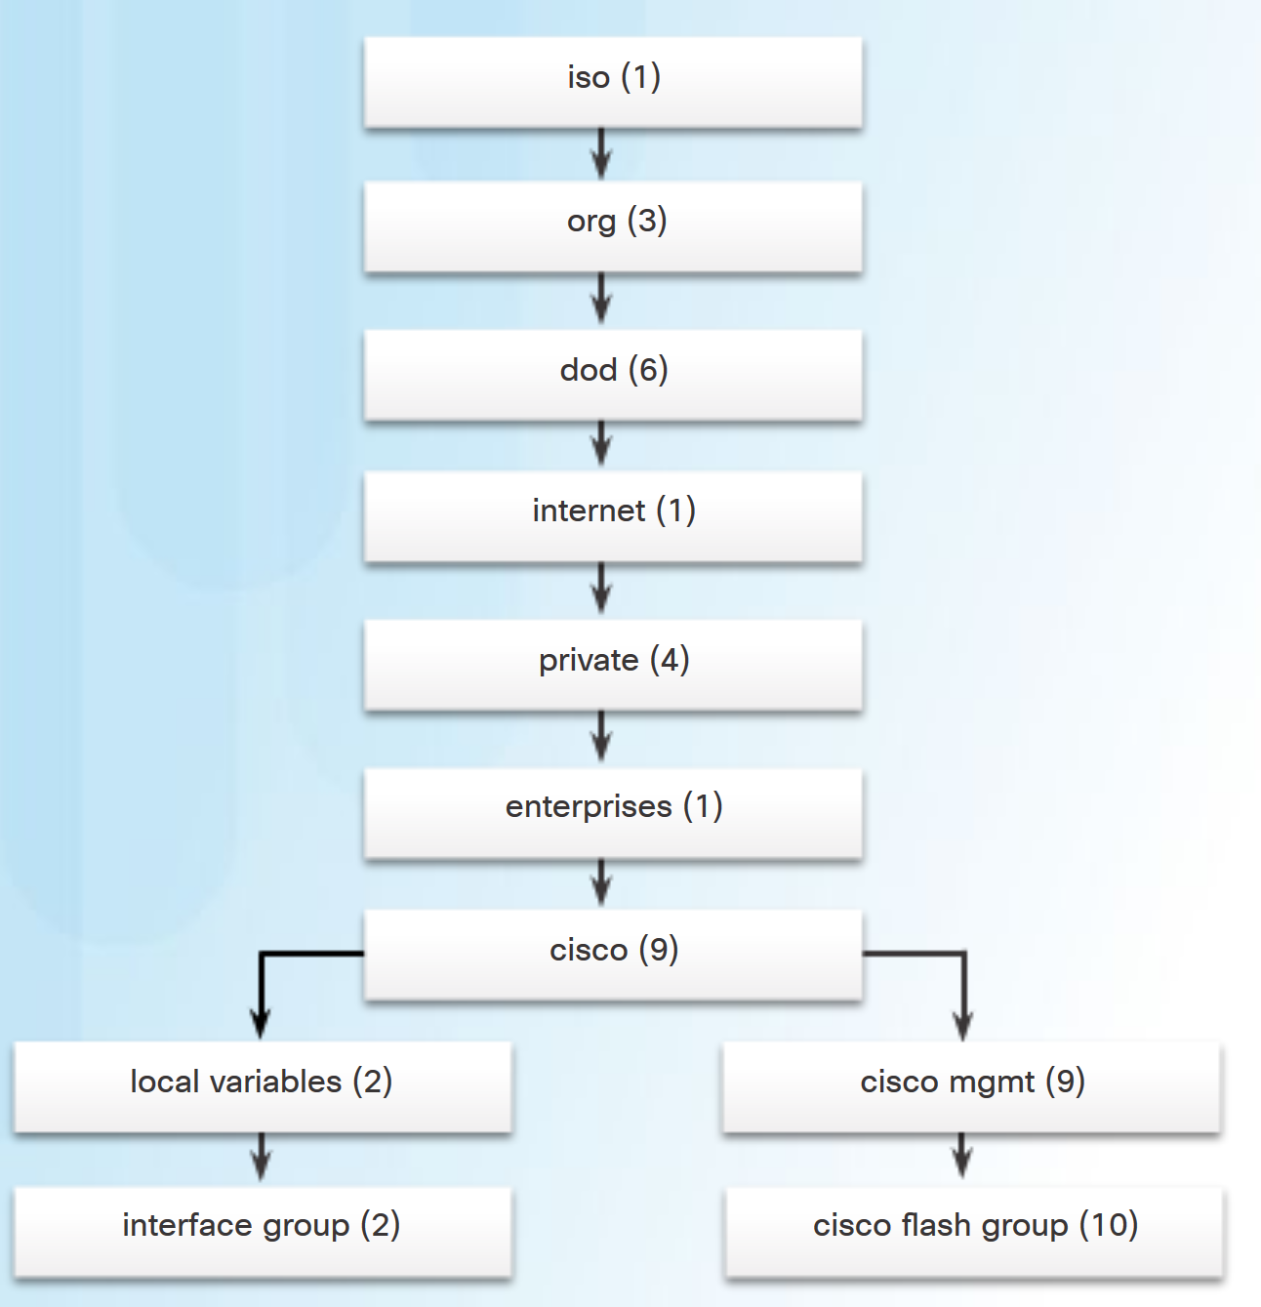 iso (1)
org (3)
dod (6)
internet (1)
private (4)
enterprises (1)
cisco (9)
local variables (2)
cisco mgmt (9)
interface group (2)
cisco flash group (10)